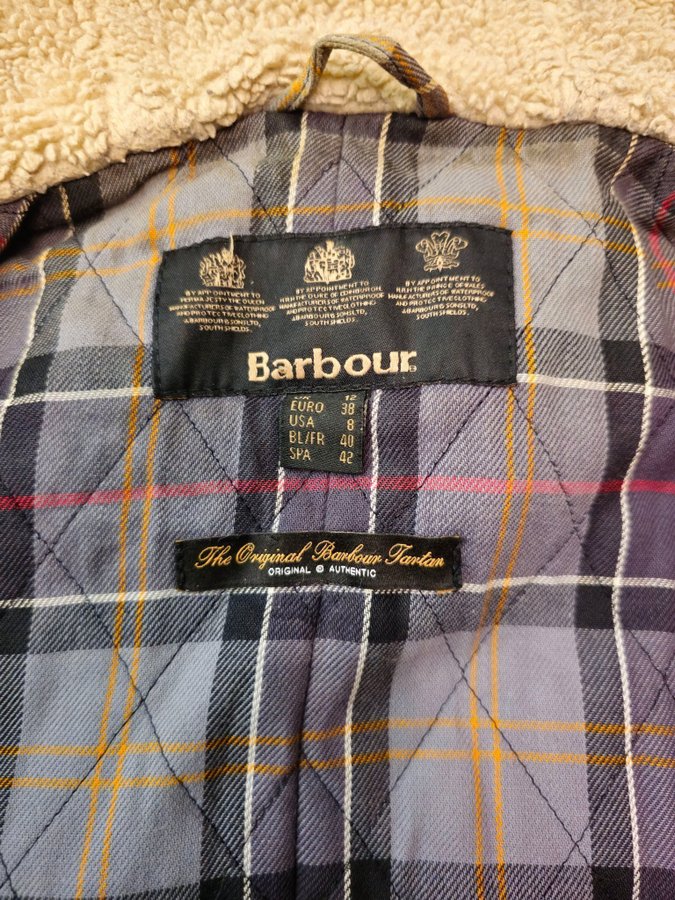 BY APPOINTMENT TO
HER MAJESTY THE QUEEN
MANUFACTURERS OF WATERPROOF
AND PROTECTIVE CLOTHING
J.BARBOUR & SONS LTD,
SOUTH SHIELDS.
BY APPOINTMENT TO
H.R.H. THE DUKE OF EDINBURGH
MANUFACTURERS OF WATERPROOF
AND PROTECTIVE CLOTHING
J.BARBOUR & SONS LTD,
SOUTH SHIELDS.
BY APPOINTMENT TO
H.R.H. THE PRINCE OF WALES
MANUFACTURERS OF WATERPROOF
AND PROTECTIVE CLOTHING
J.BARBOUR & SONS LTD,
SOUTH SHIELDS.
Barbour®
12
EURO 38
USA 8
BL/FR 40
SPA 42
The Original Barbour Tartan
ORIGINAL © AUTHENTIC